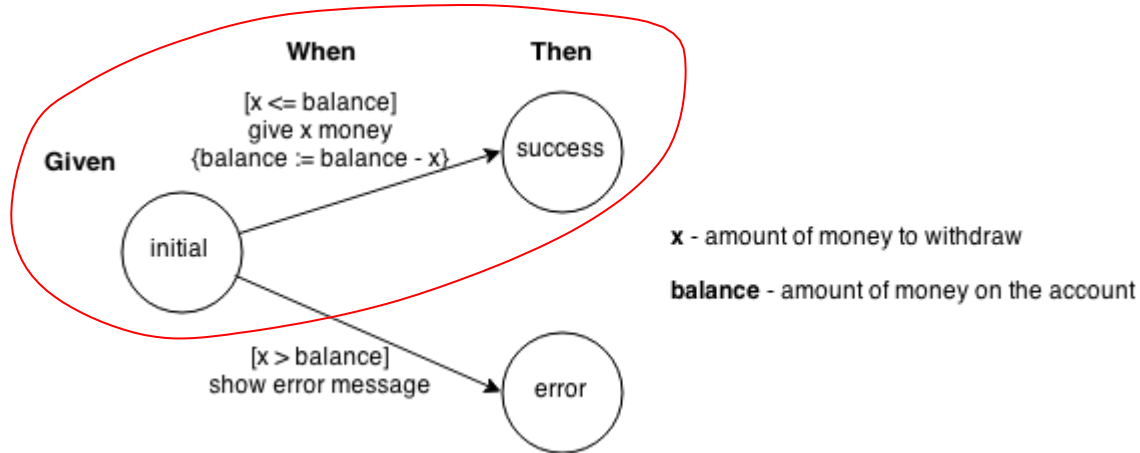 When
Then
[x <= balance]
give x money
{balance := balance - x}
success
Given
initial
x - amount of money to withdraw
balance - amount of money on the account
[x > balance]
show error message
error